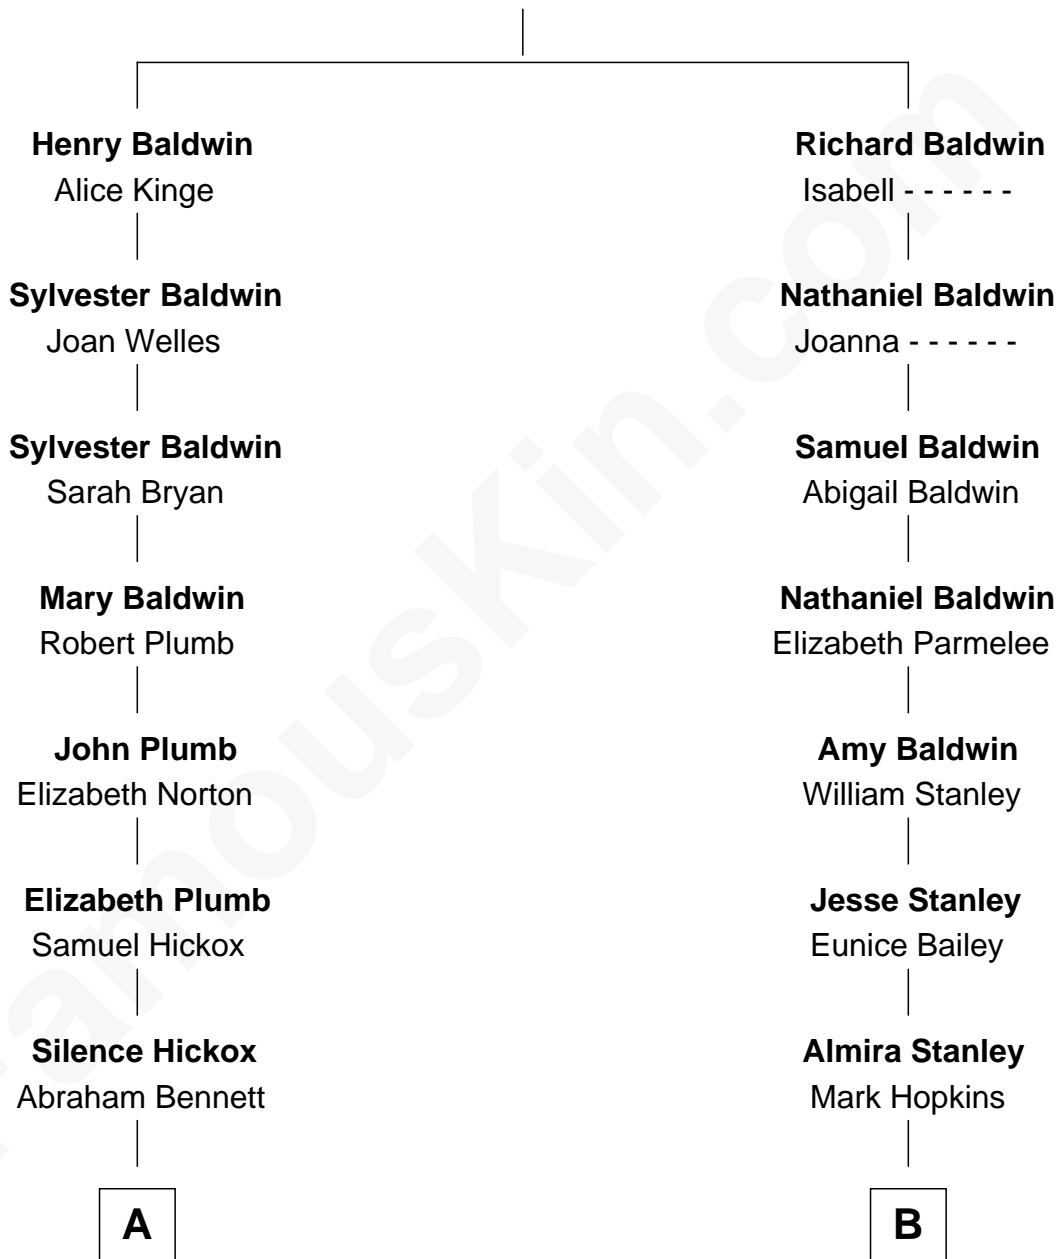 Henry Baldwin
Alice Kinge
Richard Baldwin
Isabell - - - - - -
Sylvester Baldwin
Joan Welles
Nathaniel Baldwin
Joanna - - - - - -
Sylvester Baldwin
Sarah Bryan
Samuel Baldwin
Abigail Baldwin
Mary Baldwin
Robert Plumb
Nathaniel Baldwin
Elizabeth Parmelee
John Plumb
Elizabeth Norton
Amy Baldwin
William Stanley
Elizabeth Plumb
Samuel Hickox
Jesse Stanley
Eunice Bailey
Silence Hickox
Abraham Bennett
Almira Stanley
Mark Hopkins
A
B
FamousKin.com